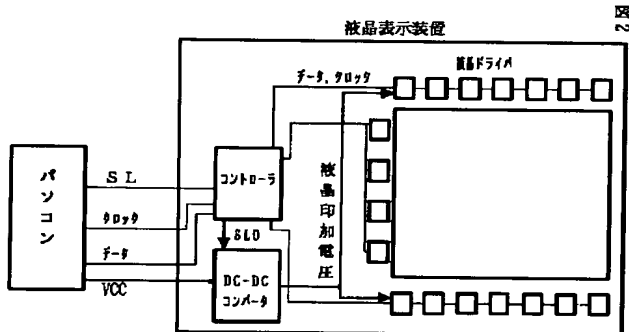 図2
液晶表示装置
データ, クロック
液晶ドライバ
パソコン
SL
クロック
データ
VCC
コントローラ
SLO
DC-DC
コンバータ
液晶印加電圧